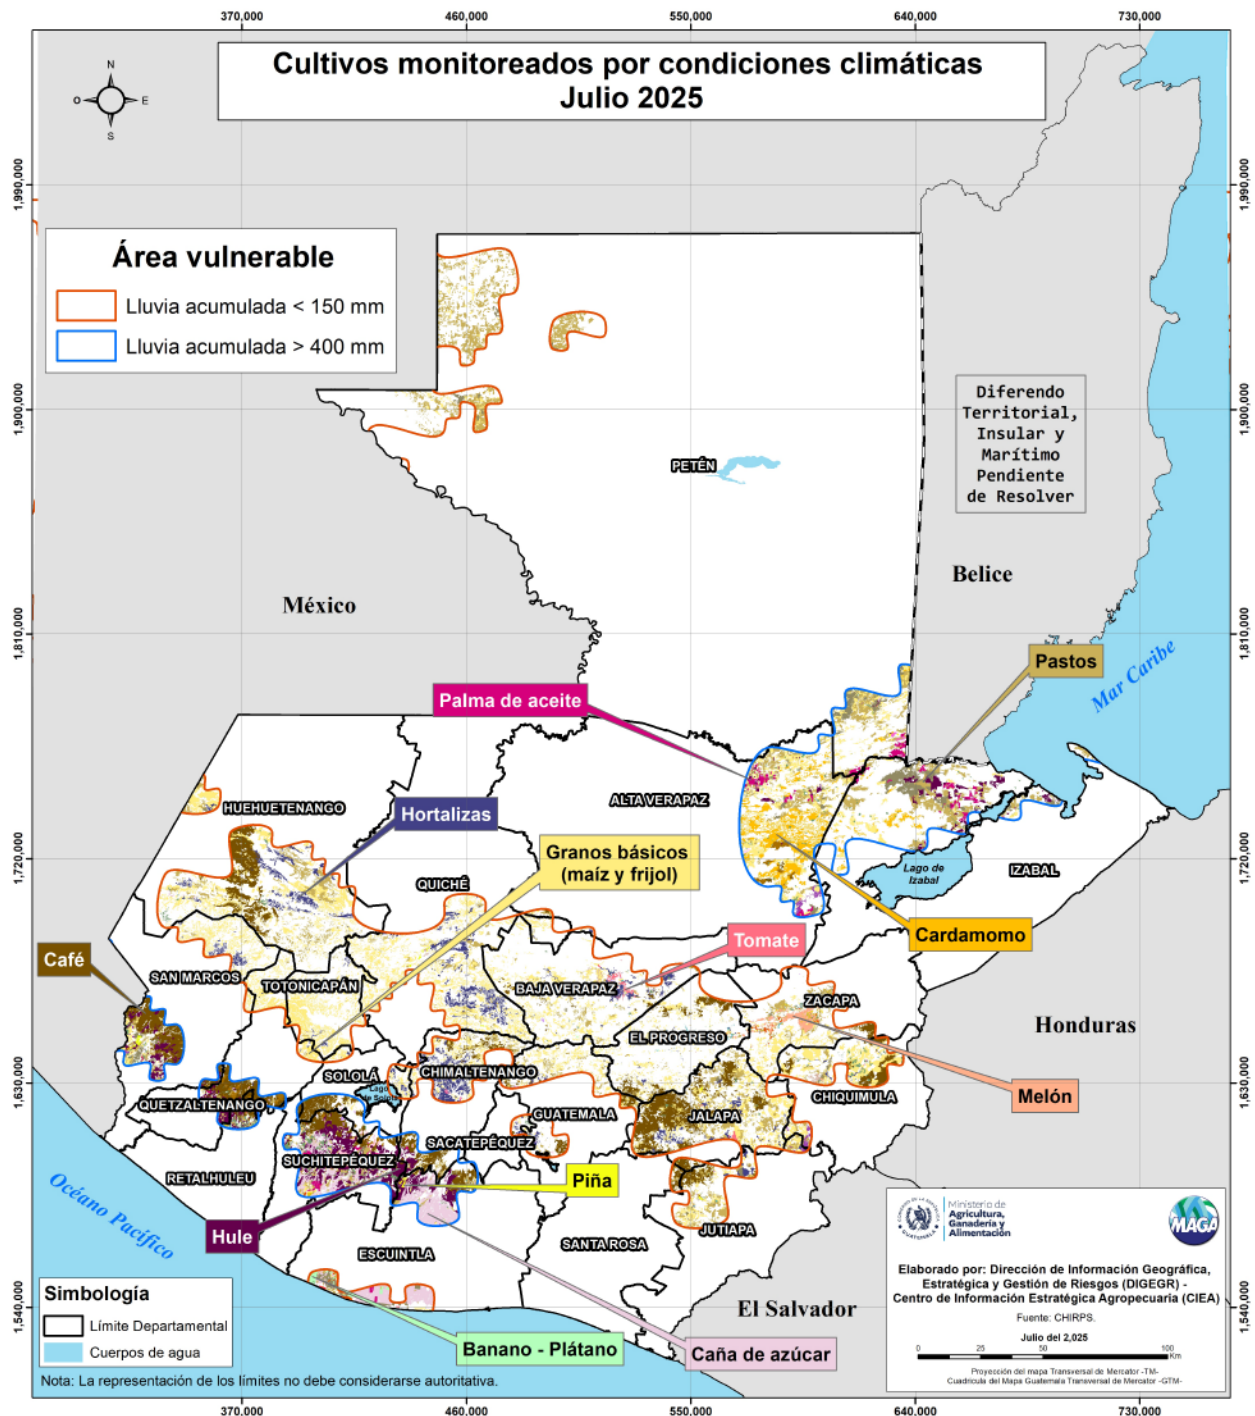 370,000
460,000
550,000
640,000
730,000
Cultivos monitoreados por condiciones climáticas
Julio 2025
N
O
E
S
1,990,000
1,990,000
Área vulnerable
Lluvia acumulada < 150 mm
Lluvia acumulada > 400 mm
1,900,000
1,900,000
Diferendo
Territorial,
Insular y
Marítimo
Pendiente
de Resolver
PETÉN
Belice
México
1,810,000
1,810,000
Pastos
Mar Caribe
Palma de aceite
HUEHUETENANGO
ALTA VERAPAZ
Hortalizas
Granos básicos
(maíz y frijol)
1,720,000
1,720,000
QUICHÉ
Lago de
Izabal
IZABAL
Cardamomo
Tomate
Café
SAN MARCOS
TOTONICAPÁN
BAJA VERAPAZ
ZACAPA
EL PROGRESO
Honduras
SOLOLÁ
CHIMALTENANGO
1,630,000
1,630,000
Lago
de Sololá
CHIQUIMULA
Melón
QUETZALTENANGO
GUATEMALA
JALAPA
SACATEPÉQUEZ
SUCHITEPÉQUEZ
RETALHULEU
Piña
Océano Pacífico
Hule
JUTIAPA
SANTA ROSA
ESCUINTLA
Ministerio de
Agricultura,
Ganadería y
Alimentación
MAGA
Elaborado por: Dirección de Información Geográfica,
Estratégica y Gestión de Riesgos (DIGEGR) -
Centro de Información Estratégica Agropecuaria (CIEA)
Fuente: CHIRPS.
Julio del 2,025
0
25
50
100
Km
Proyección del mapa Transversal de Mercator -TM-
Cuadrícula del Mapa Guatemala Transversal de Mercator -GTM-
Simbología
Límite Departamental
Cuerpos de agua
1,540,000
1,540,000
El Salvador
Banano - Plátano
Caña de azúcar
Nota: La representación de los límites no debe considerarse autoritativa.
370,000
460,000
550,000
640,000
730,000